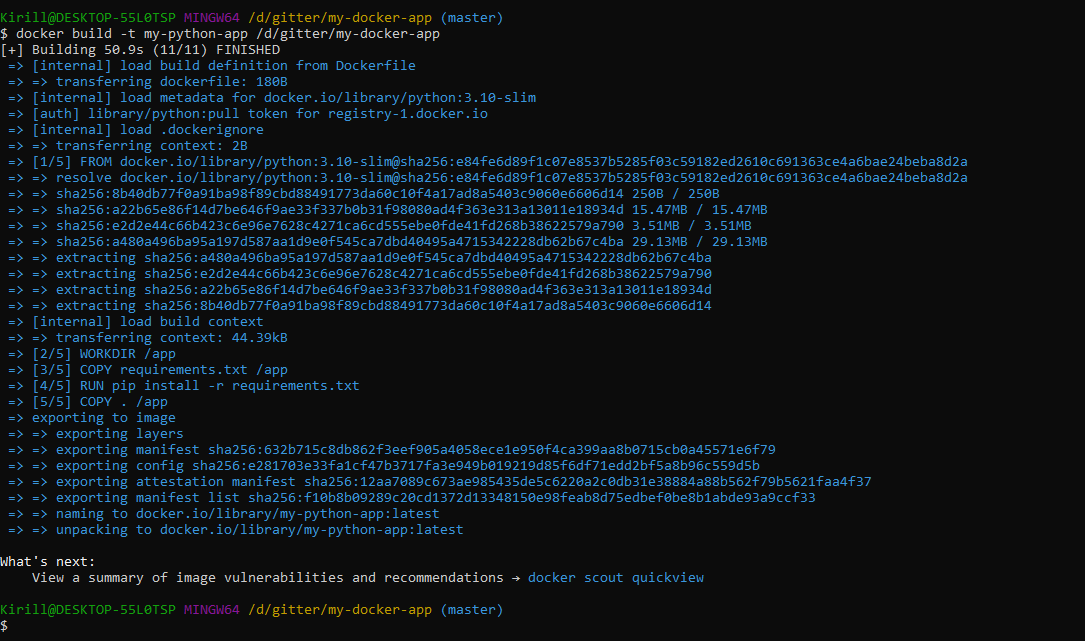 Kirill@DESKTOP-55L0TSP MINGW64 /d/gitter/my-docker-app (master)
$ docker build -t my-python-app /d/gitter/my-docker-app
[+] Building 50.9s (11/11) FINISHED
=> [internal] load build definition from Dockerfile
=> => transferring dockerfile: 180B
=> [internal] load metadata for docker.io/library/python:3.10-slim
=> [auth] library/python:pull token for registry-1.docker.io
=> [internal] load .dockerignore
=> => transferring context: 2B
=> [1/5] FROM docker.io/library/python:3.10-slim@sha256:e84fe6d89f1c07e8537b5285f03c59182ed2610c691363ce4a6bae24beba8d2a
=> => resolve docker.io/library/python:3.10-slim@sha256:e84fe6d89f1c07e8537b5285f03c59182ed2610c691363ce4a6bae24beba8d2a
=> => sha256:8b40db77f0a91ba98f89cbd88491773da60c10f4a17ad8a5403c9060e6606d14 250B / 250B
=> => sha256:a22b65e86f14d7be646f9ae33f337b0b31f98080ad4f363e313a13011e18934d 15.47MB / 15.47MB
=> => sha256:e2d2e44c66b423c6e96e7628c4271ca6cd555ebe0fde41fd268b38622579a790 3.51MB / 3.51MB
=> => sha256:a480a496ba95a197d587aa1d9e0f545ca7dbd40495a4715342228db62b67c4ba 29.13MB / 29.13MB
=> => extracting sha256:a480a496ba95a197d587aa1d9e0f545ca7dbd40495a4715342228db62b67c4ba
=> => extracting sha256:e2d2e44c66b423c6e96e7628c4271ca6cd555ebe0fde41fd268b38622579a790
=> => extracting sha256:a22b65e86f14d7be646f9ae33f337b0b31f98080ad4f363e313a13011e18934d
=> => extracting sha256:8b40db77f0a91ba98f89cbd88491773da60c10f4a17ad8a5403c9060e6606d14
=> [internal] load build context
=> => transferring context: 44.39kB
=> [2/5] WORKDIR /app
=> [3/5] COPY requirements.txt /app
=> [4/5] RUN pip install -r requirements.txt
=> [5/5] COPY . /app
=> exporting to image
=> => exporting layers
=> => exporting manifest sha256:632b715c8db862f3eef905a4058ece1e950f4ca399aa8b0715cb0a45571e6f79
=> => exporting config sha256:e281703e33fa1cf47b3717fa3e949b019219d85f6df71edd2bf5a8b96c559d5b
=> => exporting attestation manifest sha256:12aa7089c673ae985435de5c6220a2c0db31e38884a88b562f79b5621faa4f37
=> => exporting manifest list sha256:f10b8b09289c20cd1372d13348150e98feab8d75edbef0be8b1abde93a9ccf33
=> => naming to docker.io/library/my-python-app:latest
=> => unpacking to docker.io/library/my-python-app:latest
What's next:
View a summary of image vulnerabilities and recommendations → docker scout quickview
Kirill@DESKTOP-55L0TSP MINGW64 /d/gitter/my-docker-app (master)
$